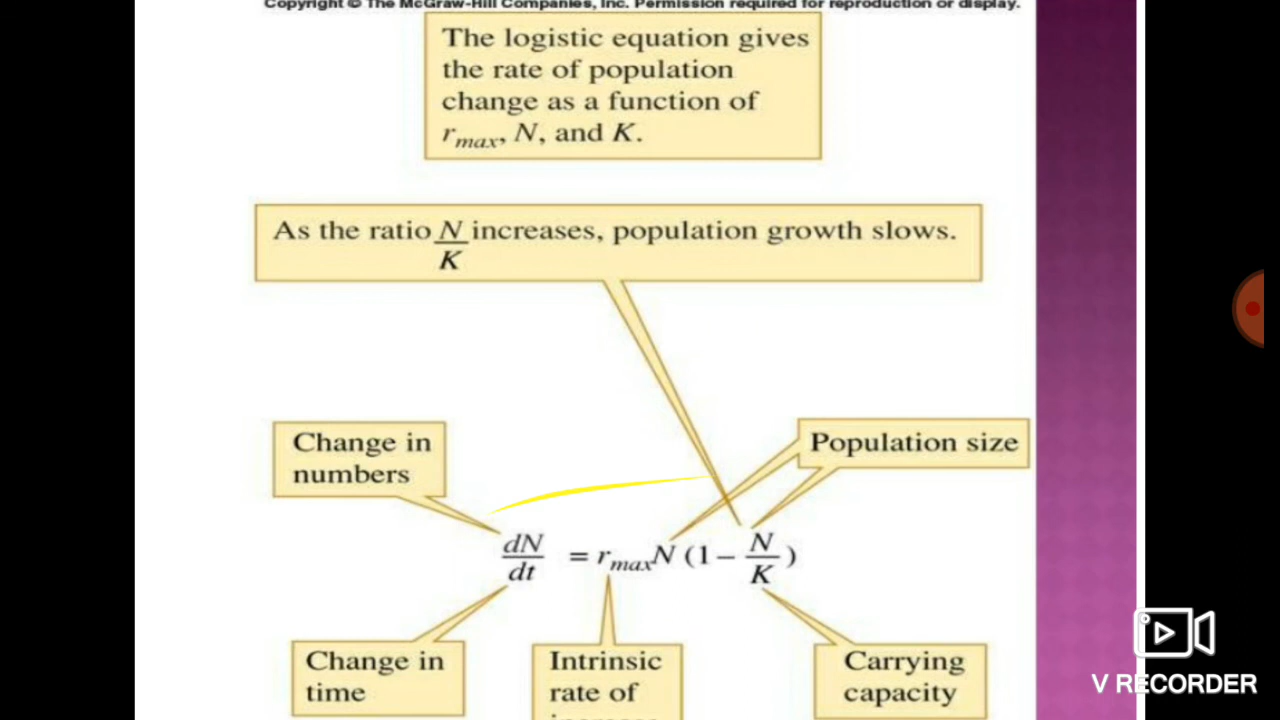 Copyright © The McGraw-Hill Companies, Inc. Permission required for reproduction or display.
The logistic equation gives
the rate of population
change as a function of
r_max, N, and K.
As the ratio N/K increases, population growth slows.
Change in
numbers
Population size
dN/dt = r_max N (1 – N/K)
Change in
time
Intrinsic
rate of
Carrying
capacity
V RECORDER